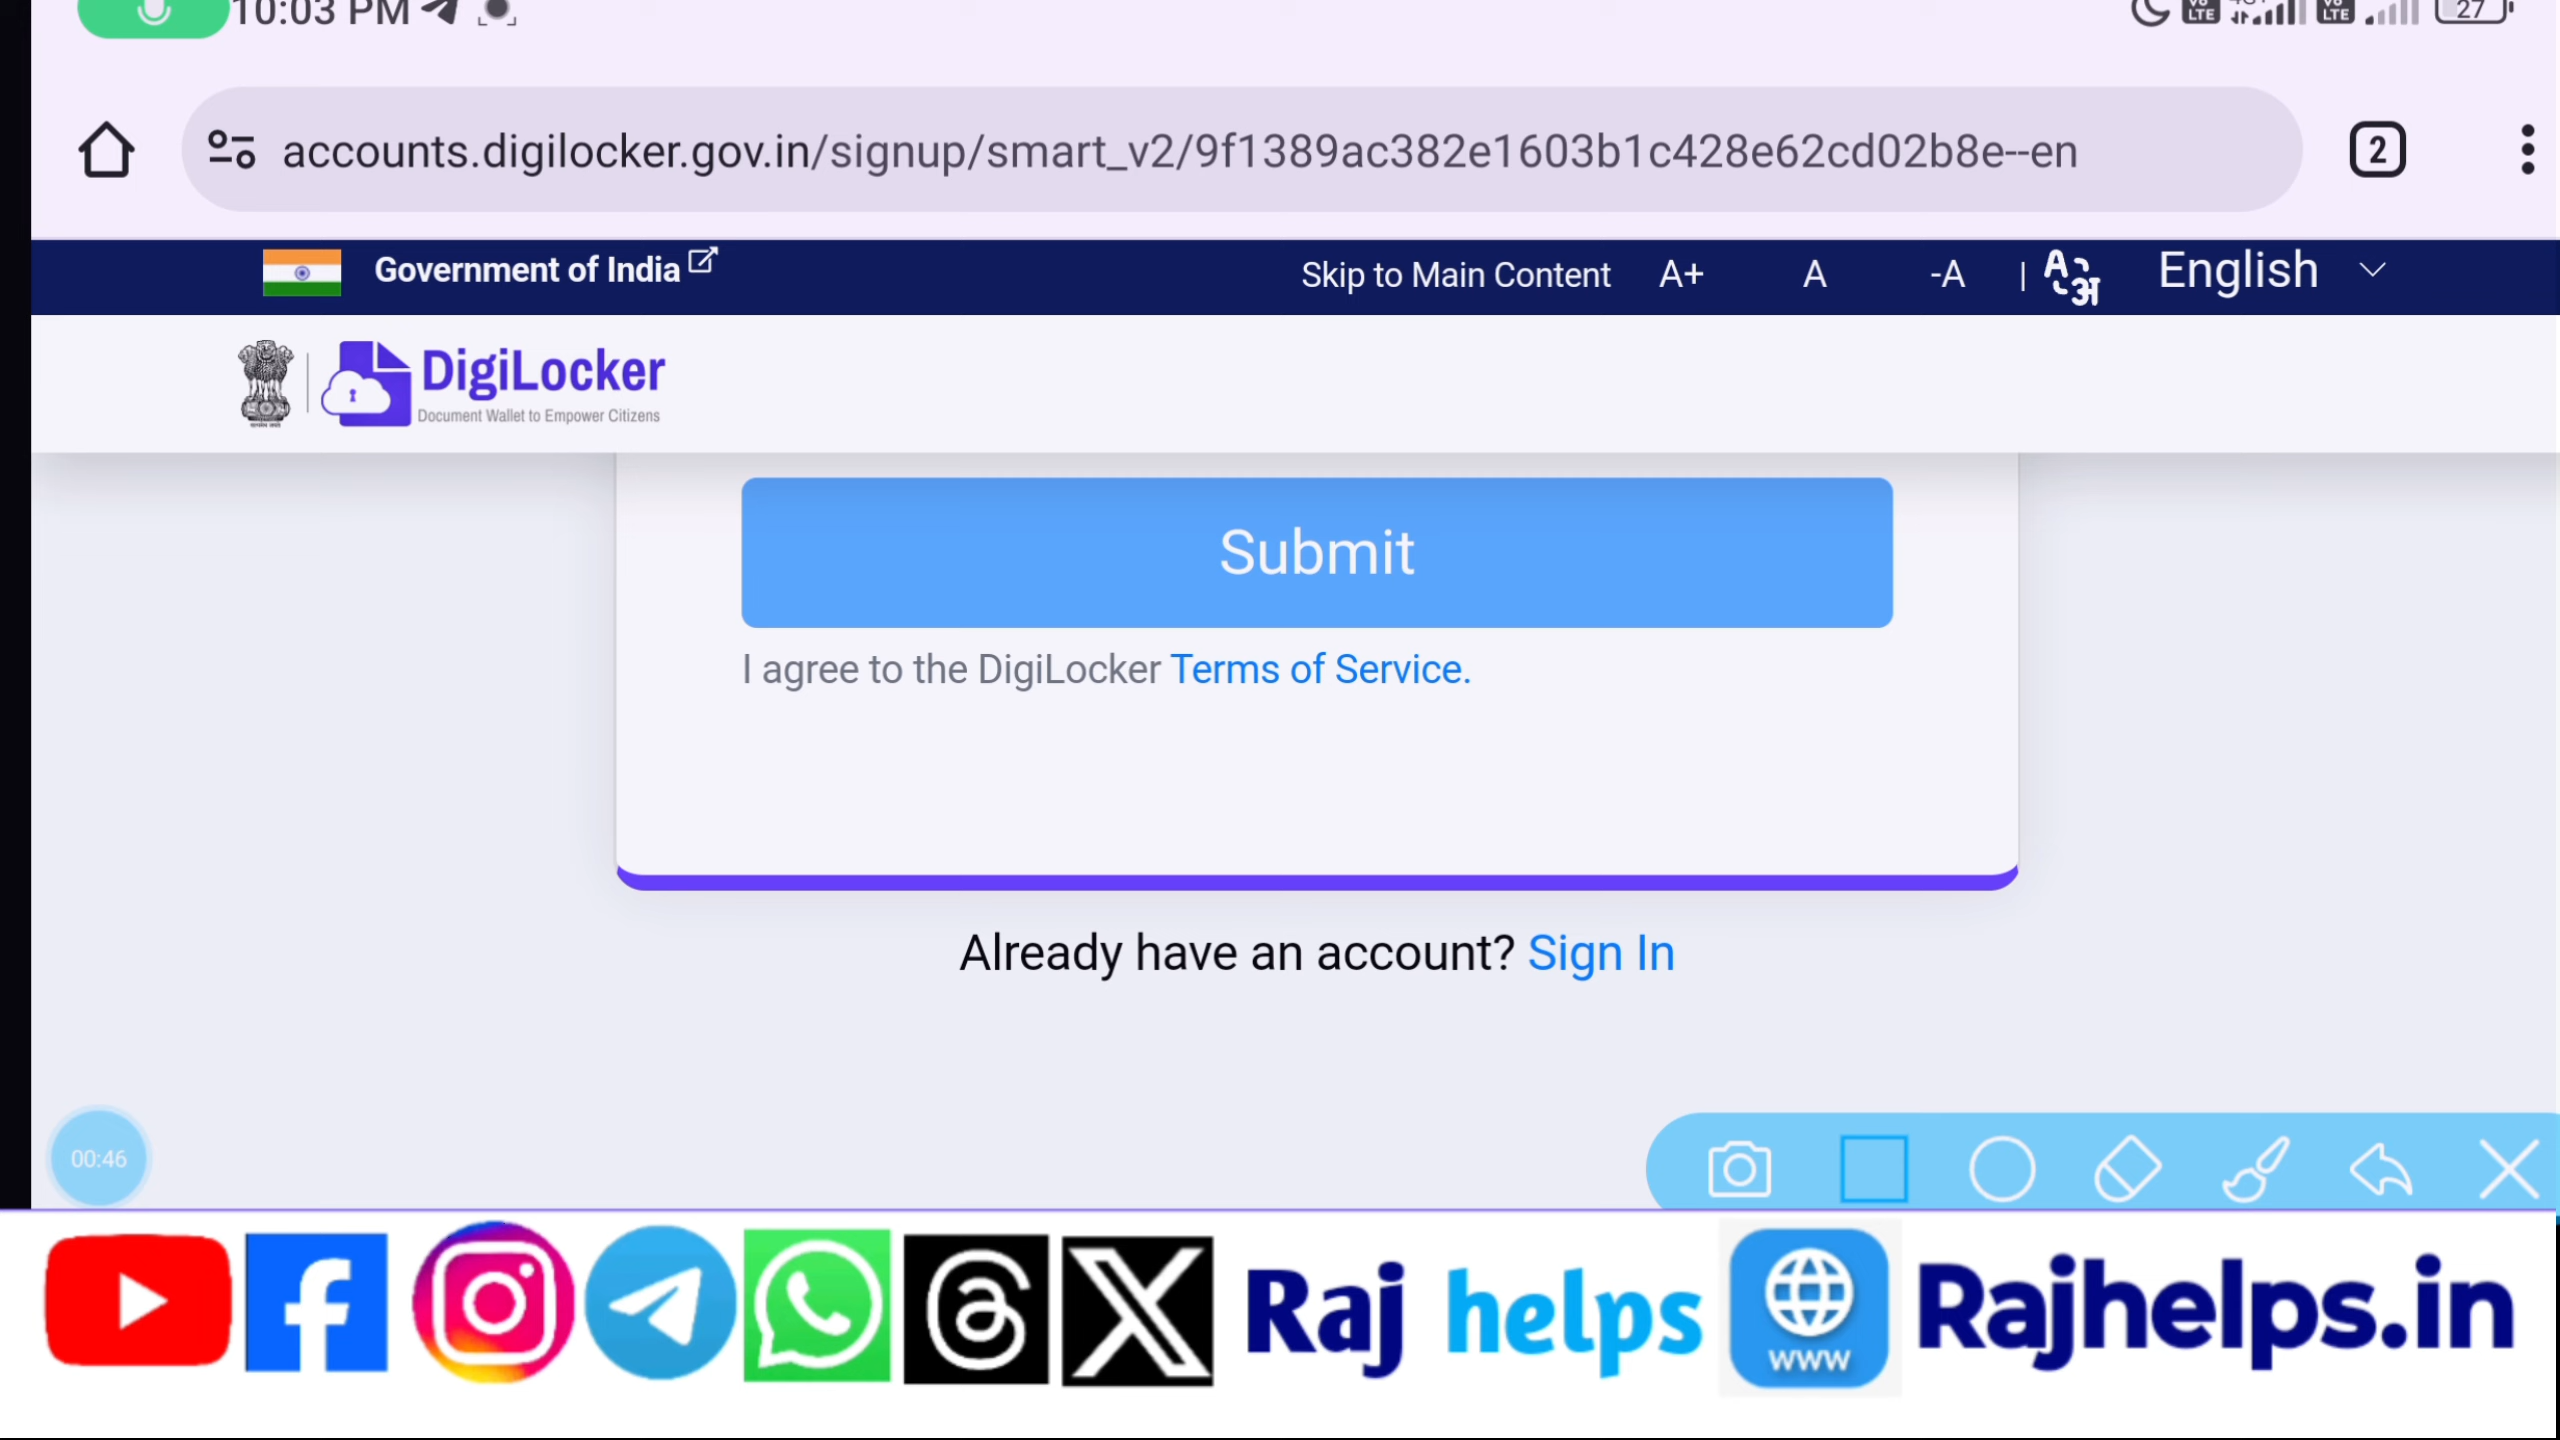 10:03 PM
27
accounts.digilocker.gov.in/signup/smart_v2/9f1389ac382e1603b1c428e62cd02b8e--en
2
Government of India
Skip to Main Content A+ A -A | A अ English
DigiLocker
Document Wallet to Empower Citizens
Submit
I agree to the DigiLocker Terms of Service.
Already have an account? Sign In
00:46
Raj helps
www
Rajhelps.in